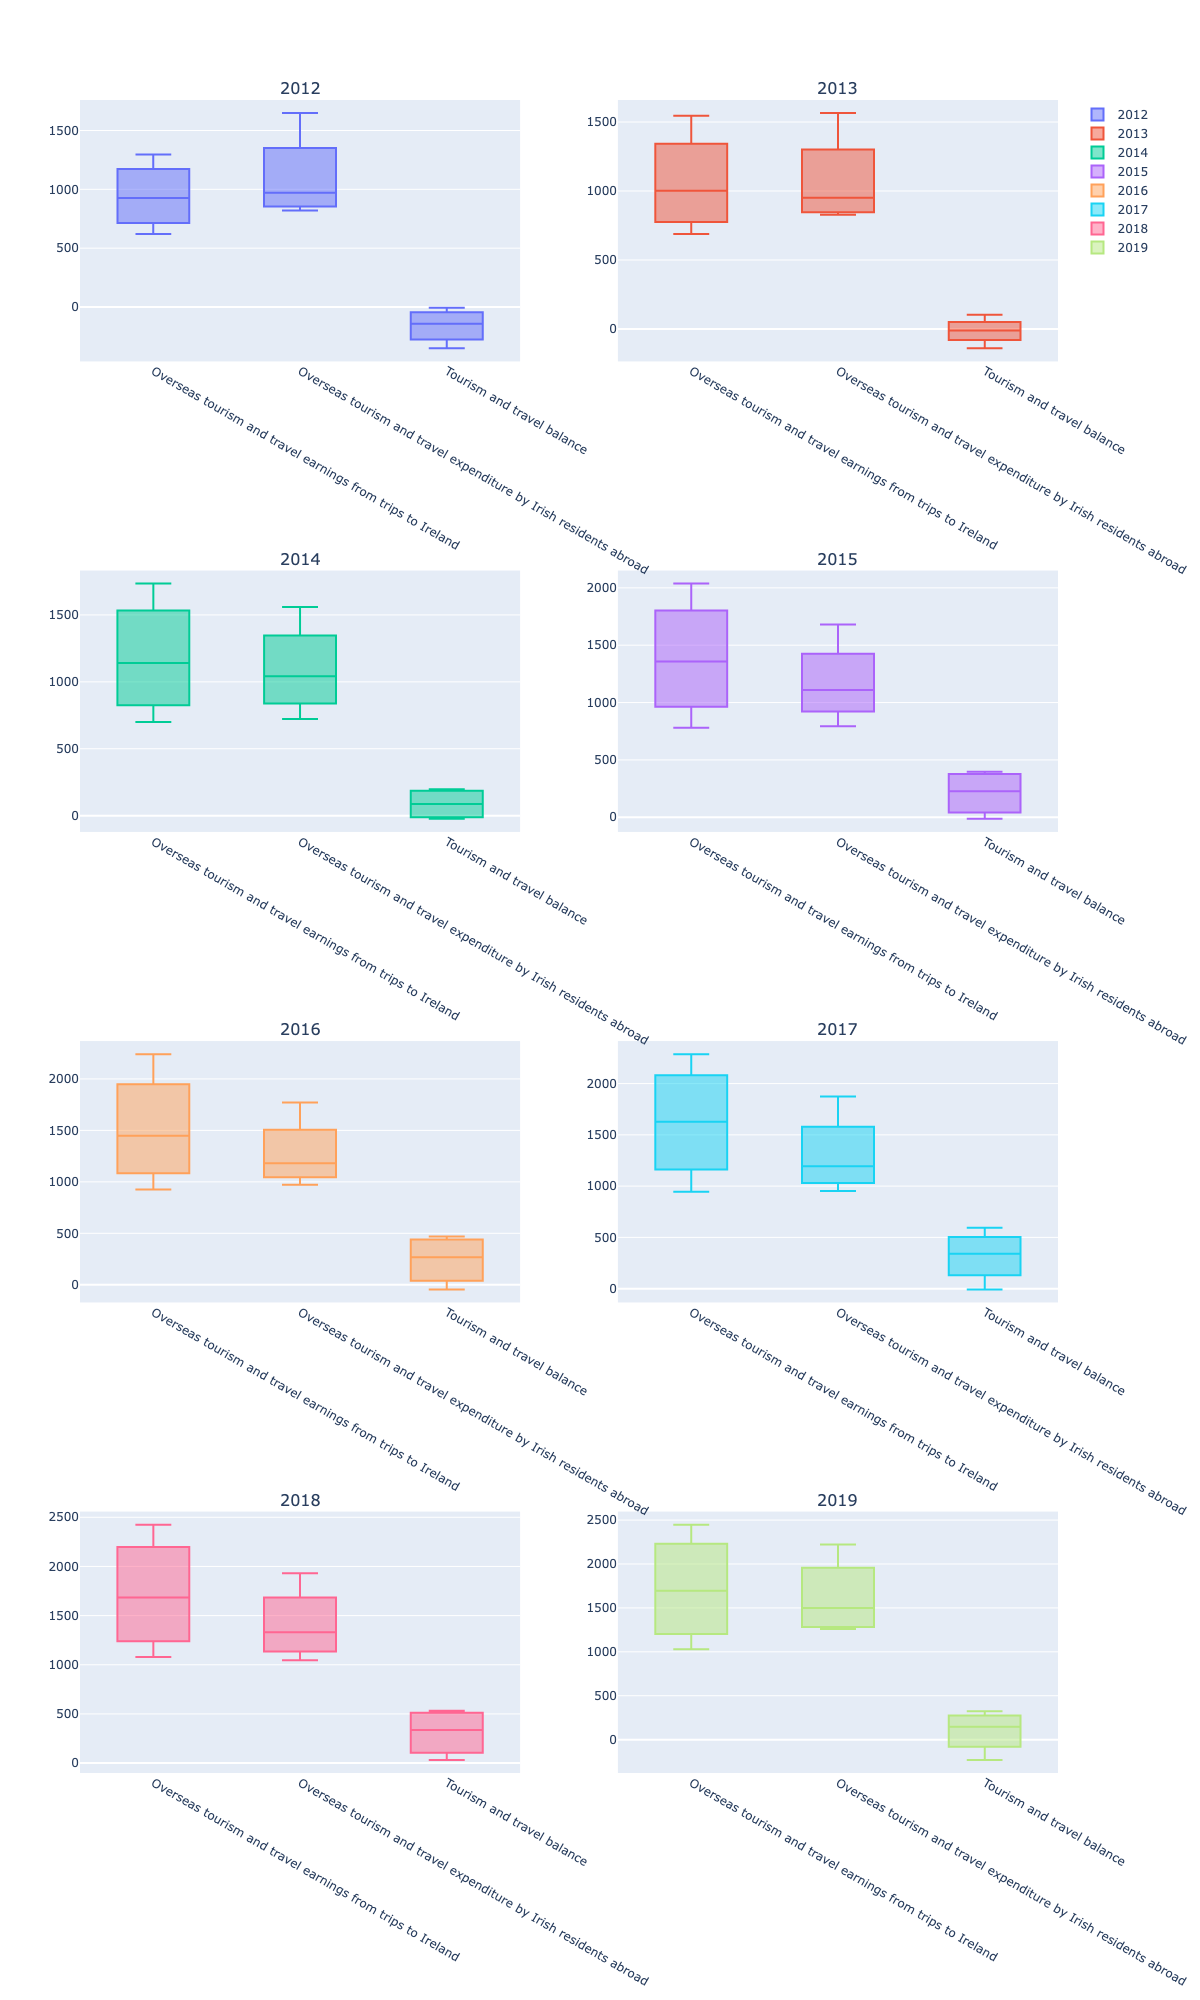 2012
2013
1500
1000
500
0
Overseas tourism and travel earnings from trips to Ireland
Overseas tourism and travel expenditure by Irish residents abroad
Tourism and travel balance
1500
1000
500
0
Overseas tourism and travel earnings from trips to Ireland
Overseas tourism and travel expenditure by Irish residents abroad
Tourism and travel balance
2012
2013
2014
2015
2016
2017
2018
2019
2014
2015
1500
1000
500
0
Overseas tourism and travel earnings from trips to Ireland
Overseas tourism and travel expenditure by Irish residents abroad
Tourism and travel balance
2000
1500
1000
500
0
Overseas tourism and travel earnings from trips to Ireland
Overseas tourism and travel expenditure by Irish residents abroad
Tourism and travel balance
2016
2017
2000
1500
1000
500
0
Overseas tourism and travel earnings from trips to Ireland
Overseas tourism and travel expenditure by Irish residents abroad
Tourism and travel balance
2000
1500
1000
500
0
Overseas tourism and travel earnings from trips to Ireland
Overseas tourism and travel expenditure by Irish residents abroad
Tourism and travel balance
2018
2019
2500
2000
1500
1000
500
0
Overseas tourism and travel earnings from trips to Ireland
Overseas tourism and travel expenditure by Irish residents abroad
Tourism and travel balance
2500
2000
1500
1000
500
0
Overseas tourism and travel earnings from trips to Ireland
Overseas tourism and travel expenditure by Irish residents abroad
Tourism and travel balance